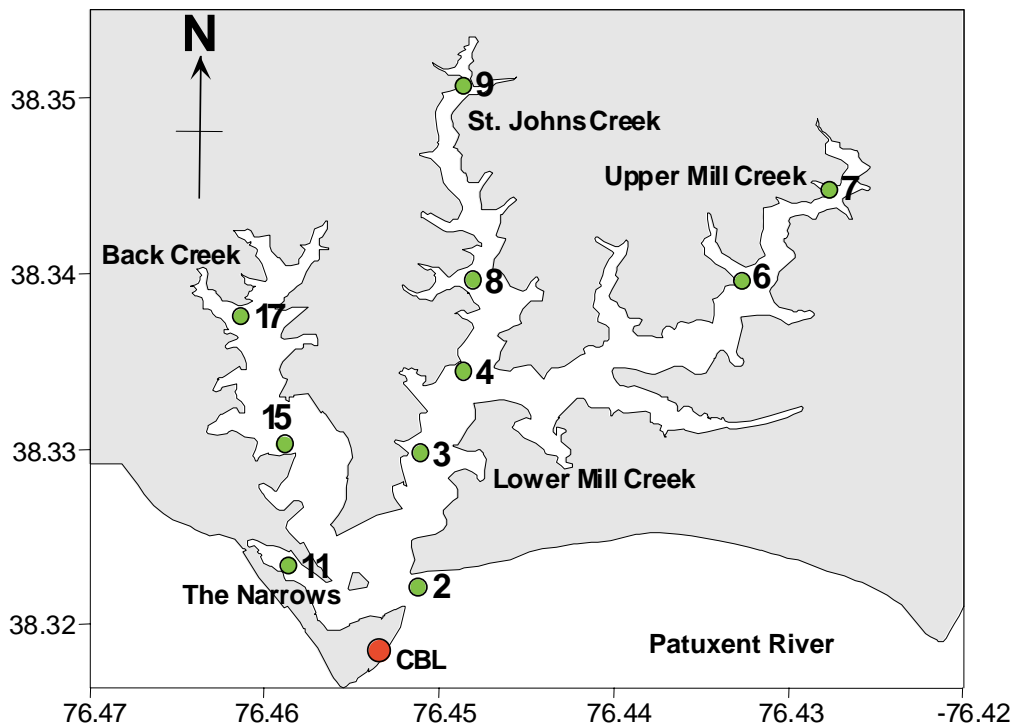 N
38.35
9
St. Johns Creek
Upper Mill Creek
7
Back Creek
38.34
8
6
17
4
15
38.33
3
Lower Mill Creek
11
2
The Narrows
38.32
Patuxent River
CBL
76.47
76.46
76.45
76.44
76.43
-76.42